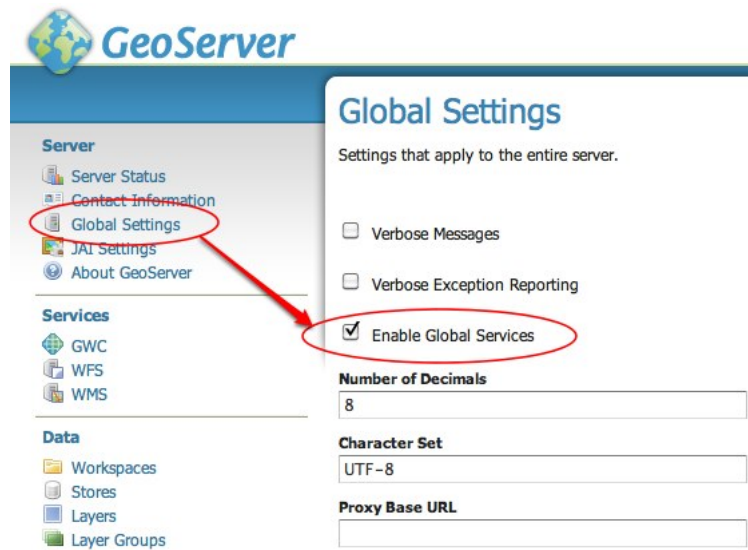 GeoServer
Server
Server Status
Contact Information
Global Settings
JAI Settings
About GeoServer
Services
GWC
WFS
WMS
Data
Workspaces
Stores
Layers
Layer Groups
Global Settings
Settings that apply to the entire server.
Verbose Messages
Verbose Exception Reporting
Enable Global Services
Number of Decimals
8
Character Set
UTF-8
Proxy Base URL